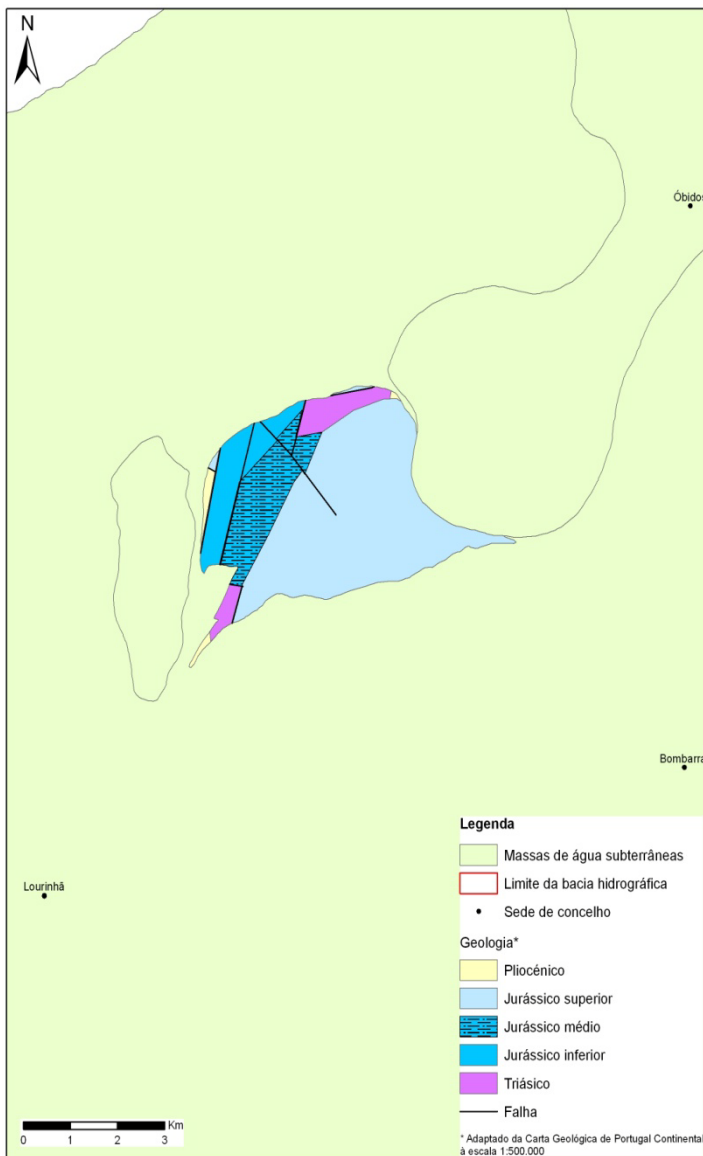 N
Óbidos
Bombarra
Lourinhã
Legenda
Massas de água subterrâneas
Limite da bacia hidrográfica
Sede de concelho
Geologia*
Pliocénico
Jurássico superior
Jurássico médio
Jurássico inferior
Triásico
Falha
* Adaptado da Carta Geológica de Portugal Continental
à escala 1:500.000
Km
0 1 2 3